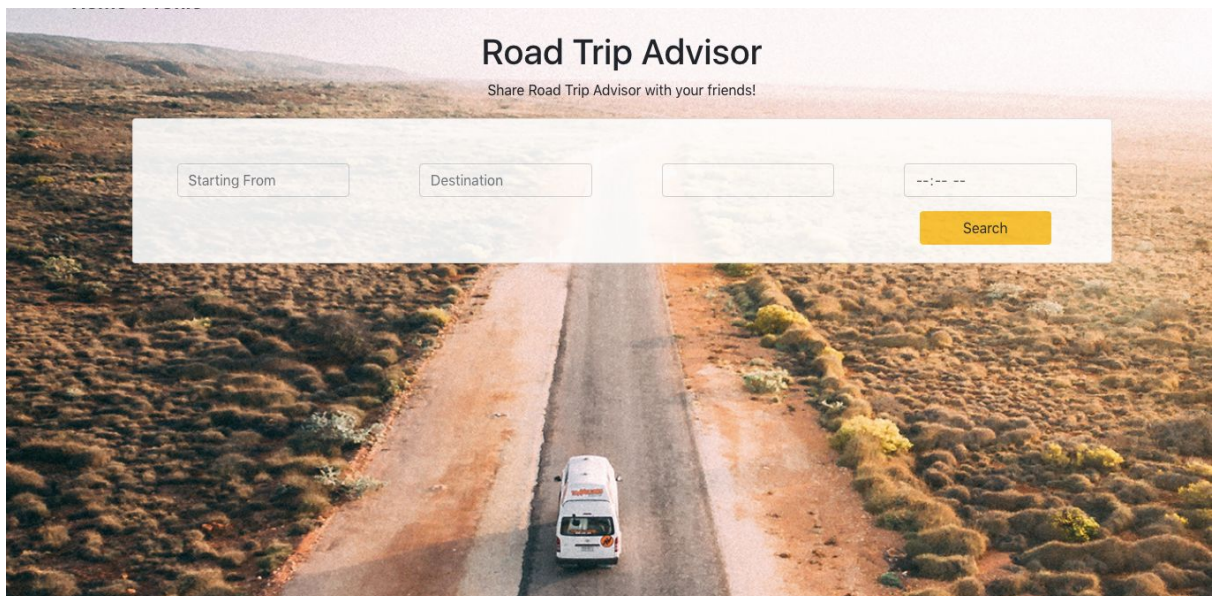 Road Trip Advisor
Share Road Trip Advisor with your friends!
Starting From
Destination
--:-- --
Search